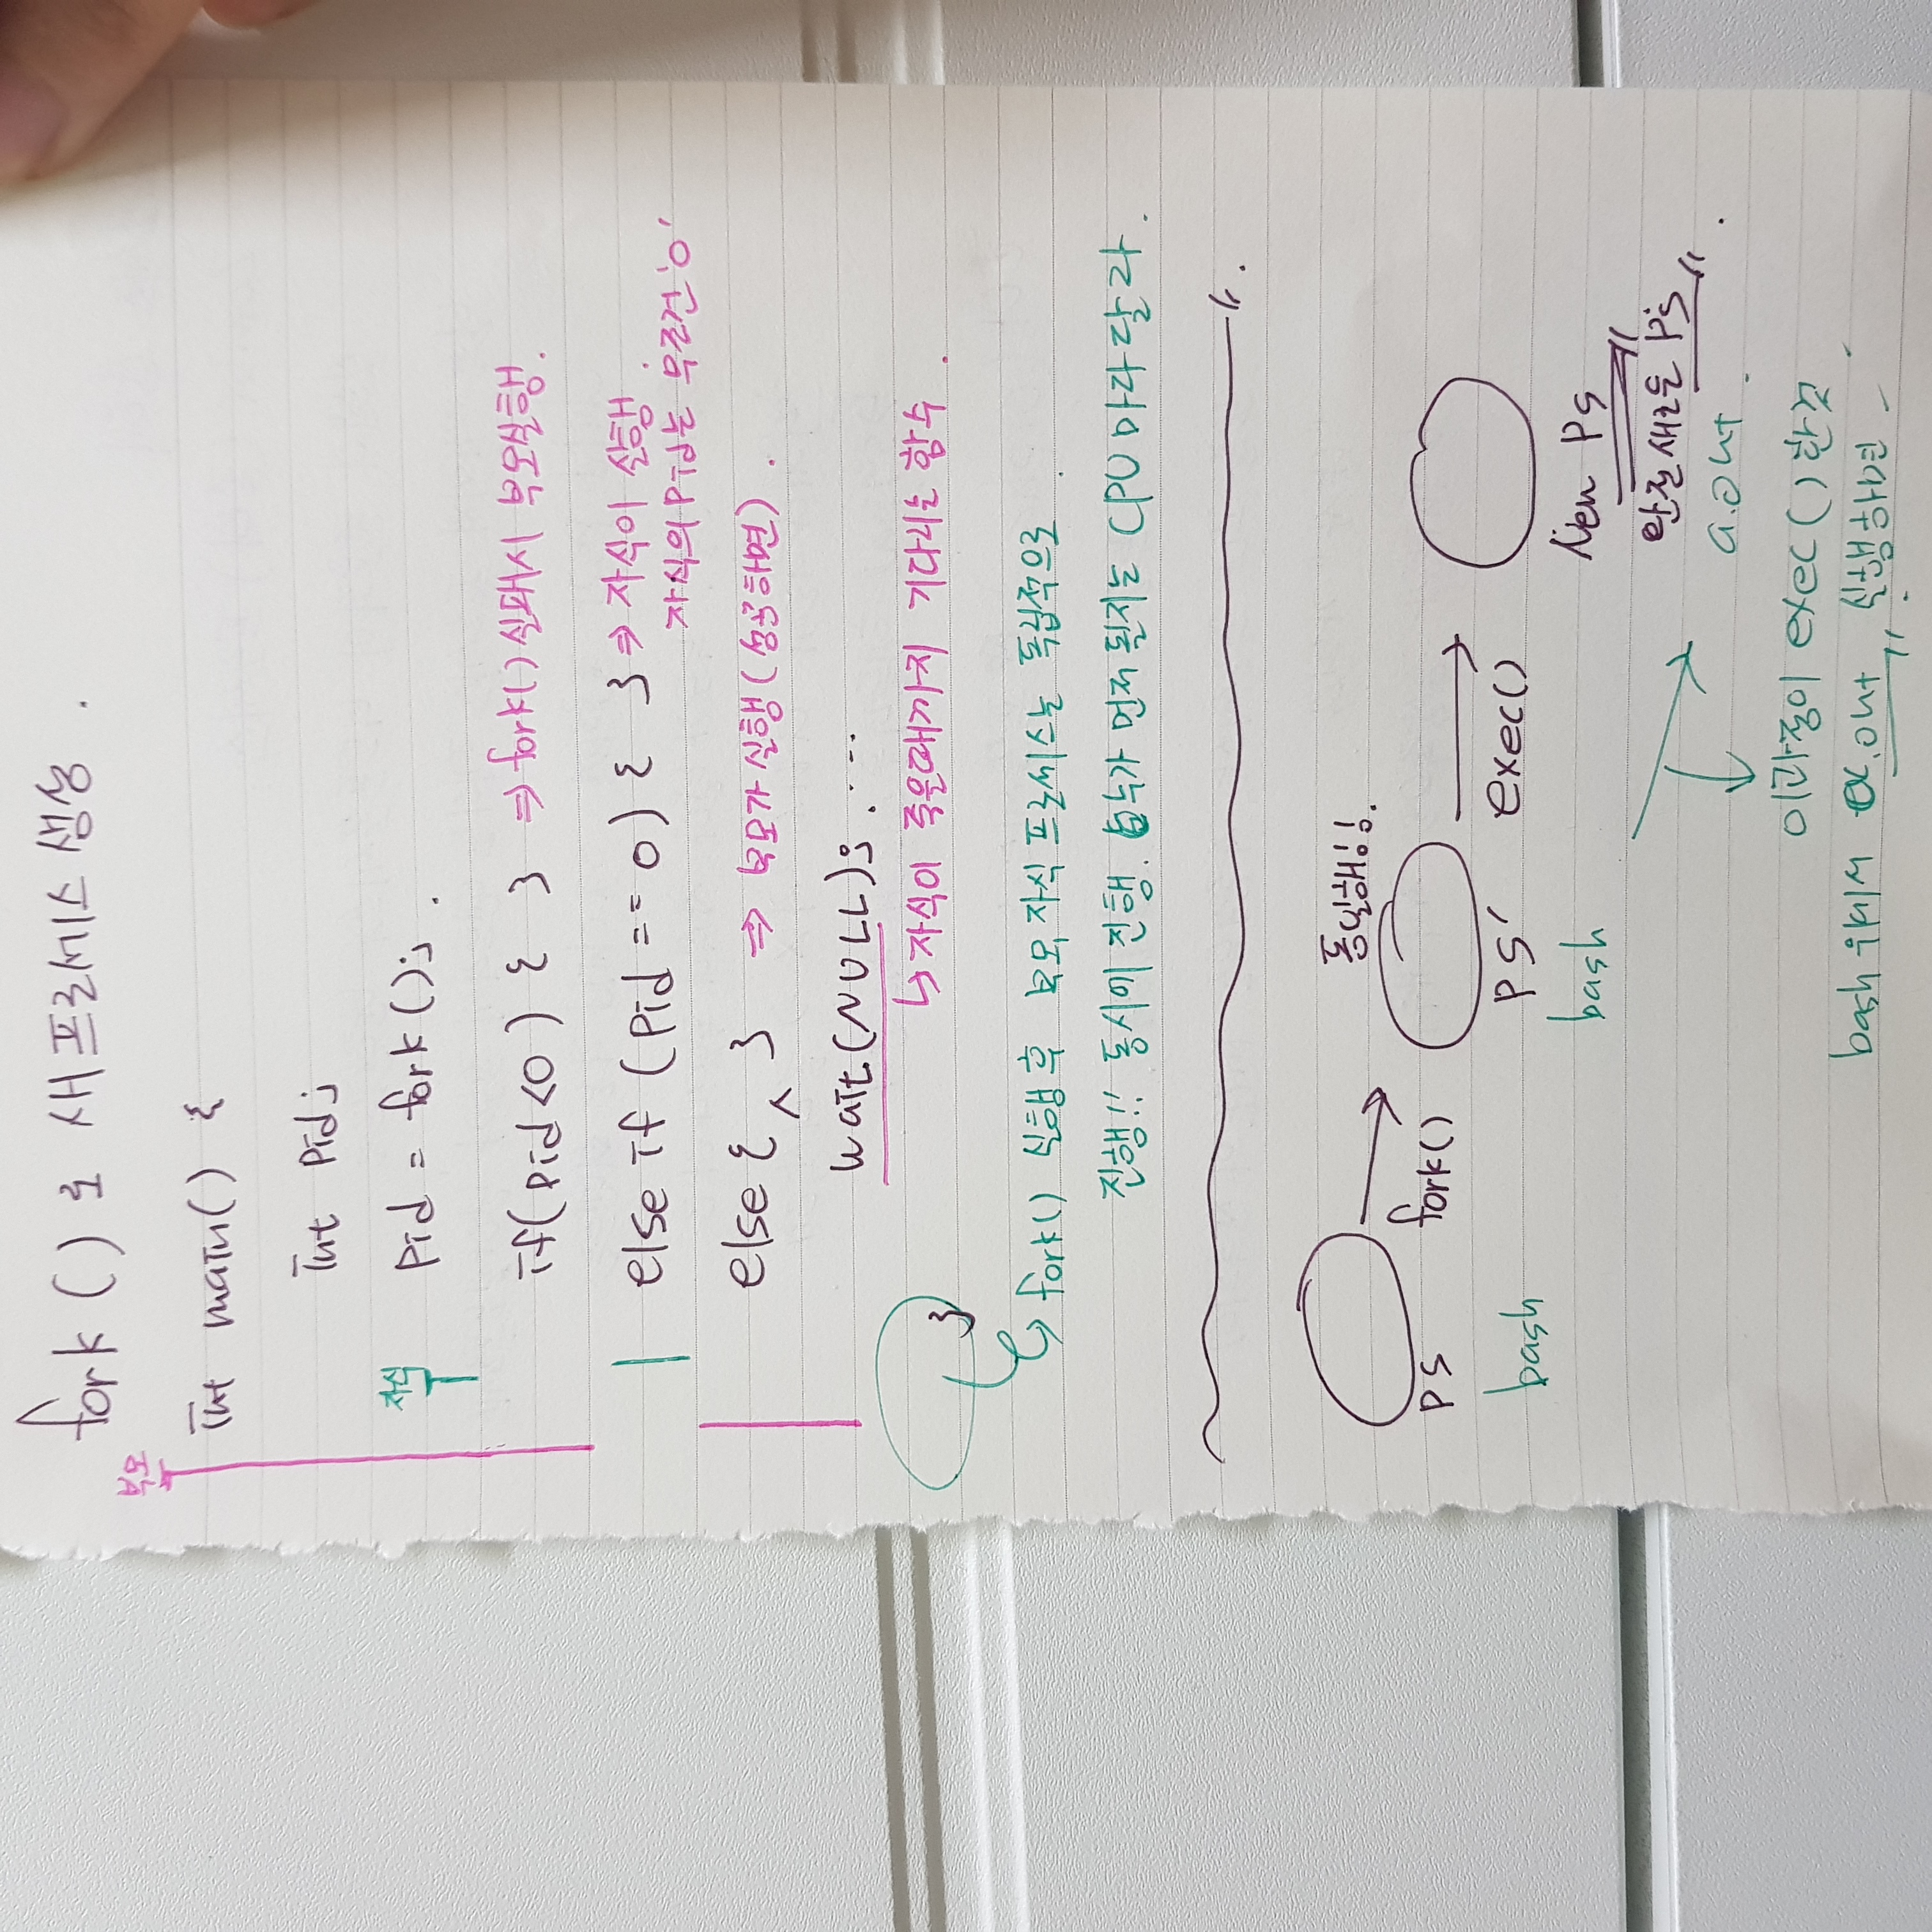 fork () 로 새프로세스 생성.
부모
int main() {
int pid;
자식
pid = fork();.
if(pid<0) { } ⇒ fork() 실패시 부모실행.
else if (pid == 0) { } ⇒ 자식이 실행.
자식의 pid는 무조건 '0'
else { ^ } ⇒ 부모가 실행(성공하면).
wait(NULL); ...
↳ 자식이 죽을때까지 기다리는 함수.
}
↳ fork() 실행 후 부모, 자식 프로세스는 독립적으로
진행!! 동시에 진행. 누가 먼저 될지는 CPU 마다 달라.
동일해!!.
PS
fork()
PS'
exec()
bash
bash
New PS
완전 새로운 PS
a.out
이과정이 exec() 한것
bash 위에서 a.out 실행하면